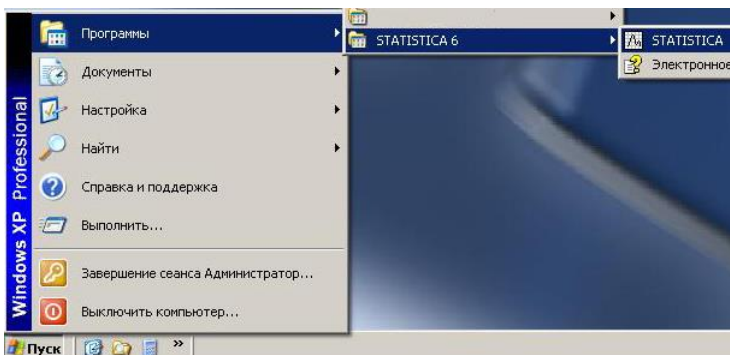 Программы
Документы
Настройка
Найти
Справка и поддержка
Выполнить...
Завершение сеанса Администратор...
Выключить компьютер...
Windows XP Professional
STATISTICA 6
STATISTICA
Электронное
Пуск
»